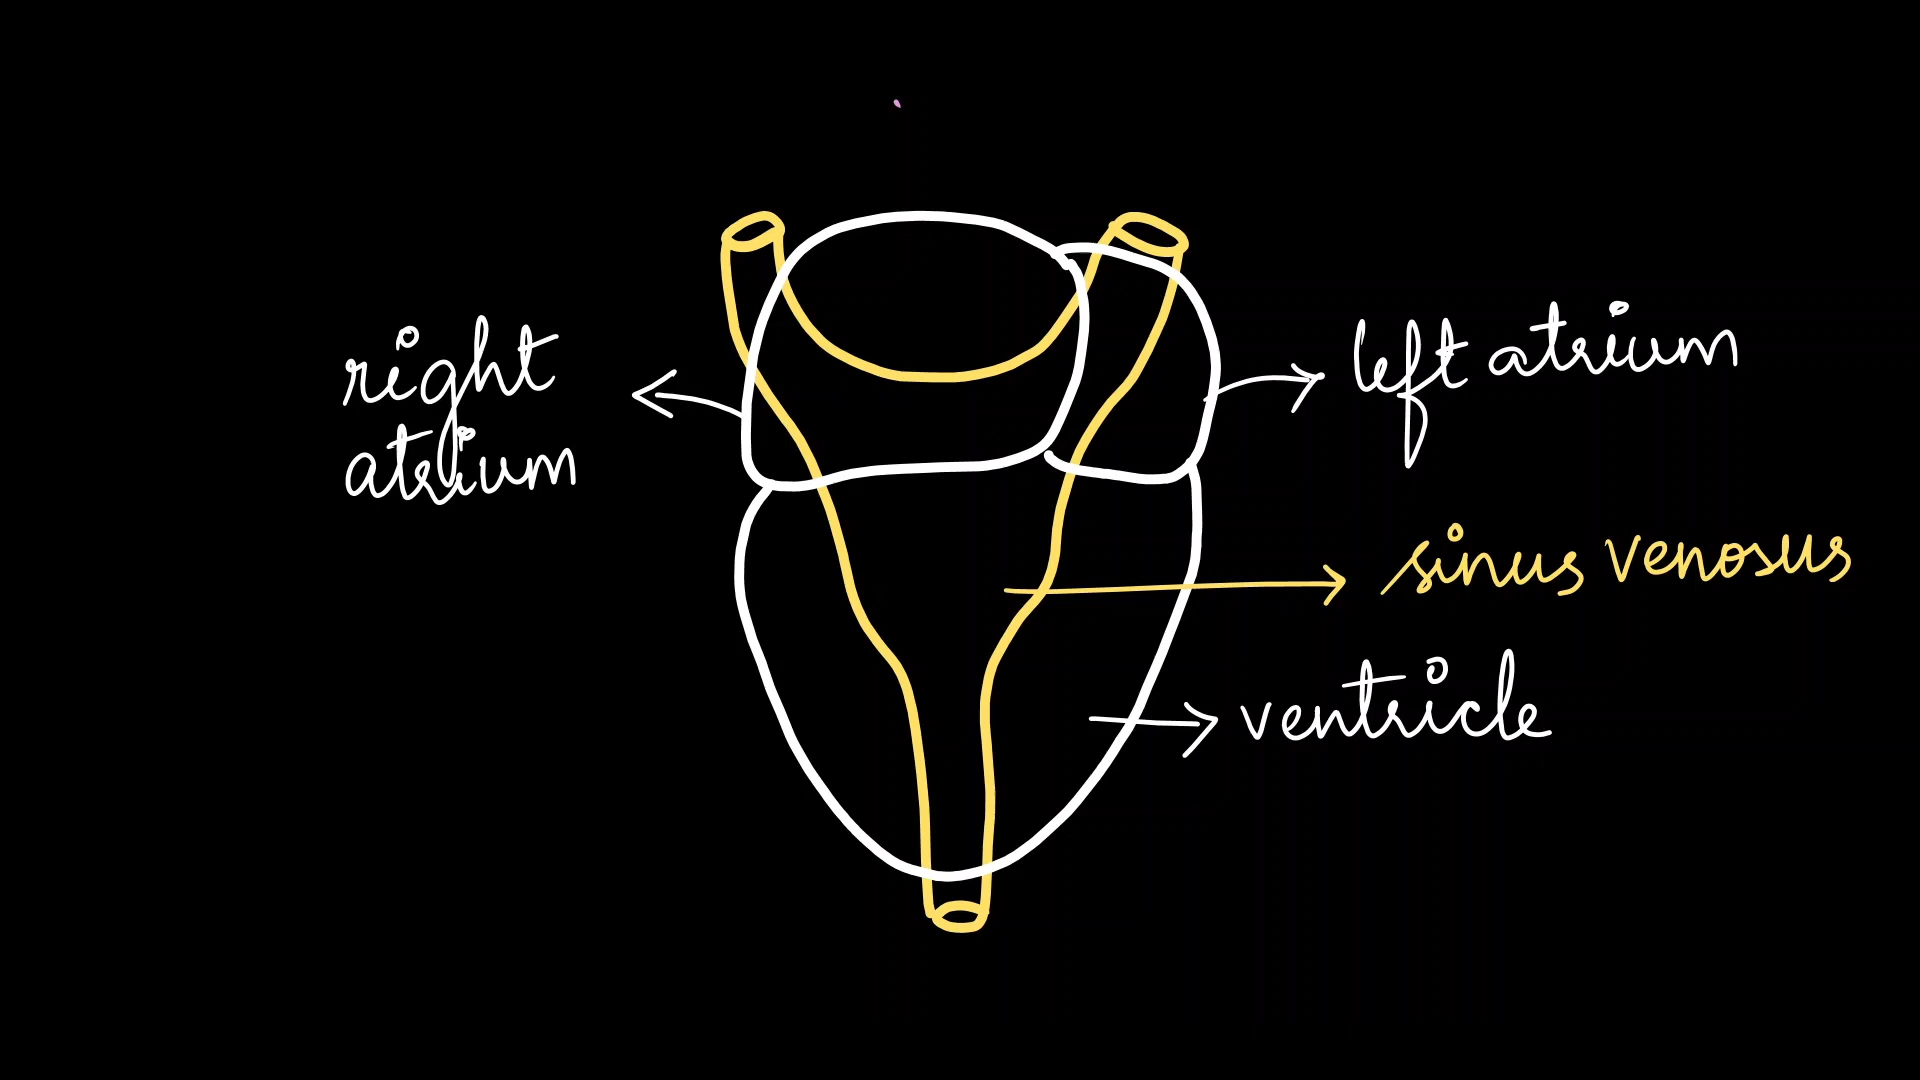 right
atrium
left atrium
sinus venosus
ventricle